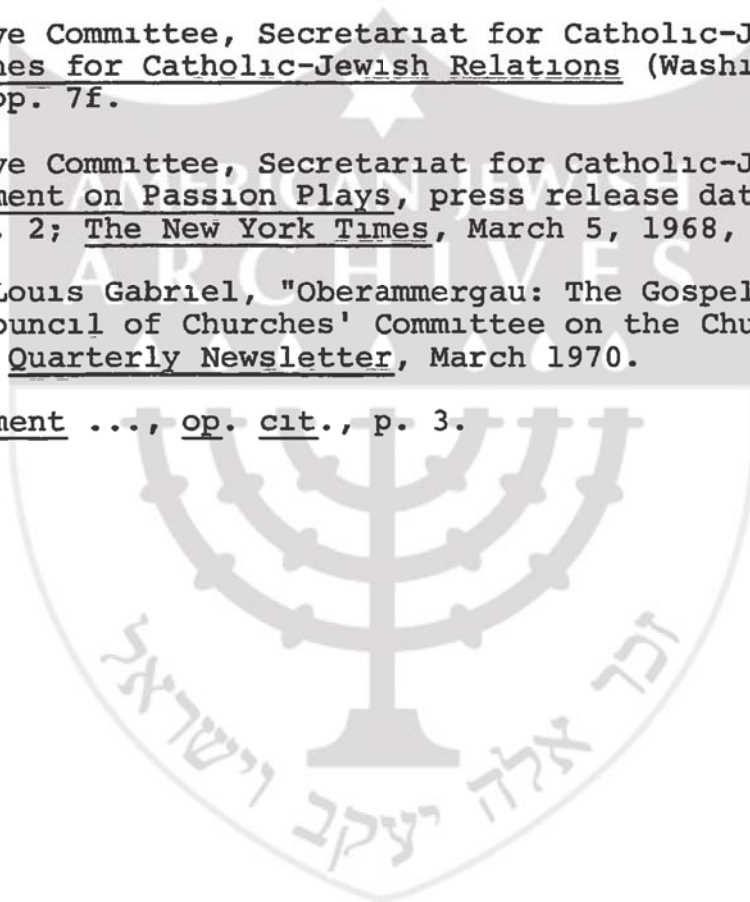 ve Committee, Secretariat for Catholic-J
nes for Catholic-Jewish Relations (Washi
pp. 7f.
ve Committee, Secretariat for Catholic-J
ment on Passion Plays, press release dat
. 2; The New York Times, March 5, 1968,
Louis Gabriel, "Oberammergau: The Gospel
ouncil of Churches' Committee on the Chu
Quarterly Newsletter, March 1970.
ment ..., op. cit., p. 3.
AMERICAN JEWISH
ARCHIVES
זכר אלה יעקב וישראל